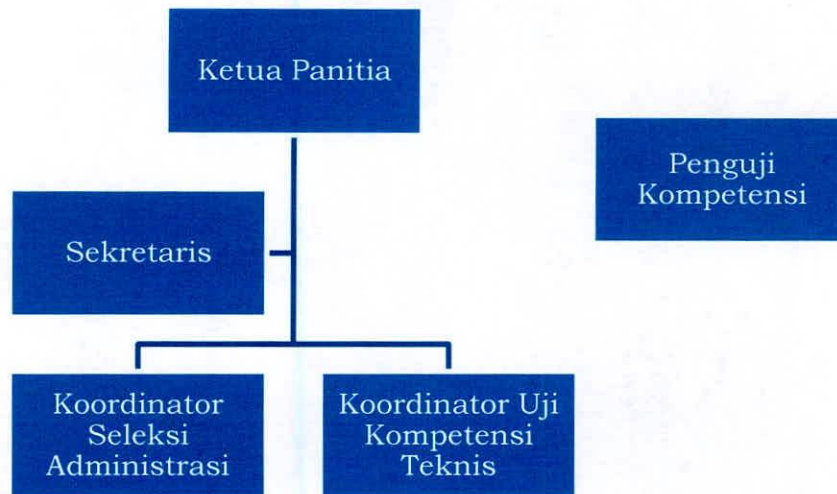 Ketua Panitia
Penguji
Kompetensi
Sekretaris
Koordinator
Seleksi
Administrasi
Koordinator Uji
Kompetensi
Teknis